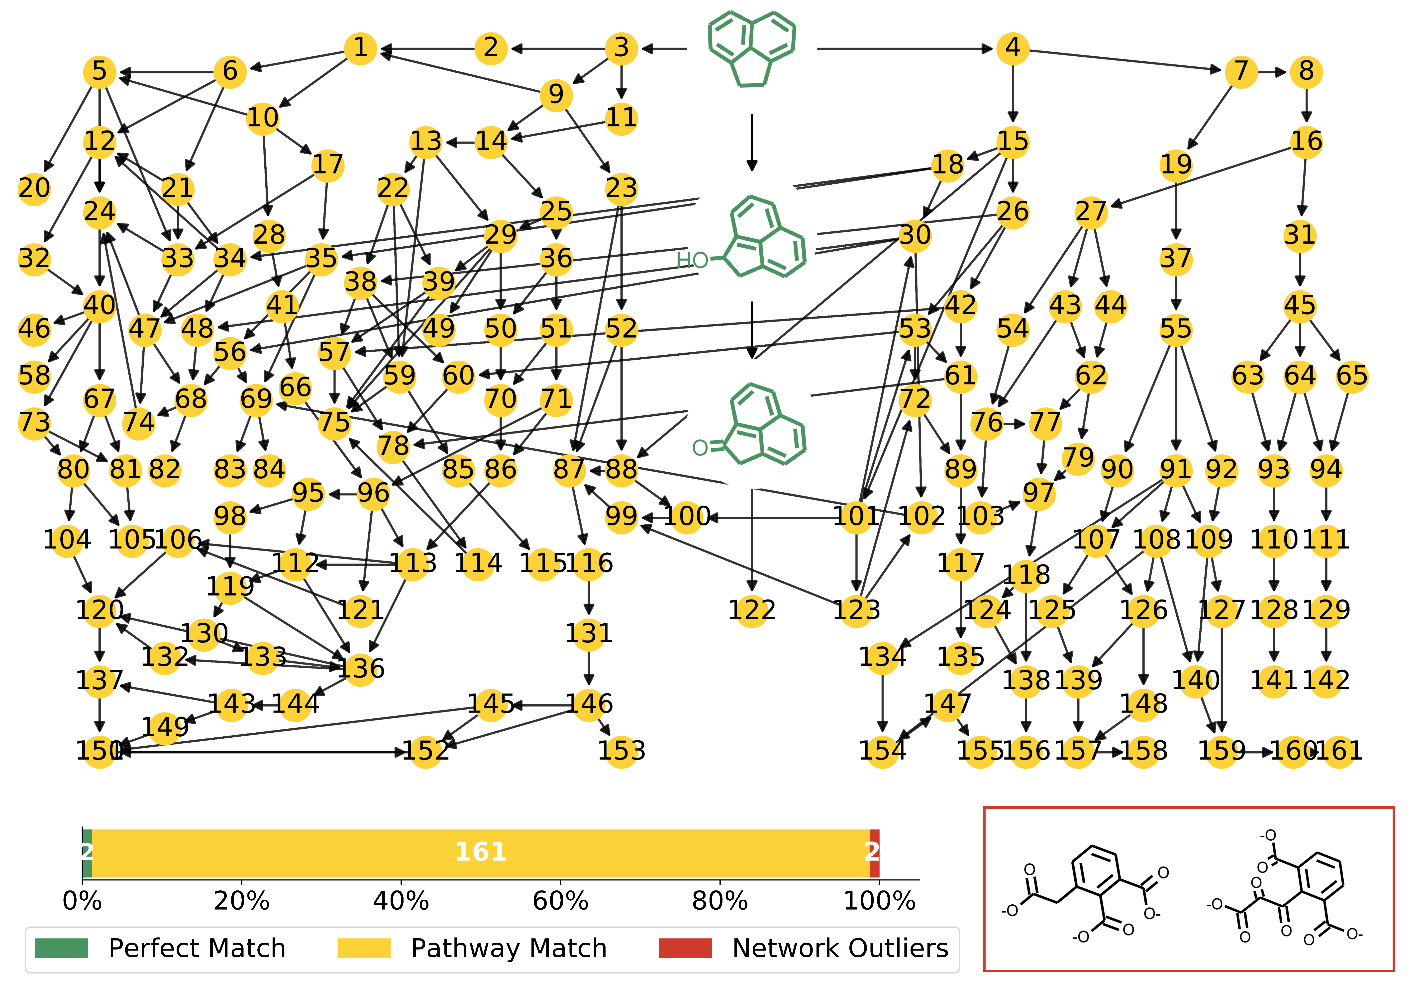 1 2 3 4
5 6 7 8
9
10 11
12 13 14 15 16
17 18 19
20 21 22 23
24 25 26 27
28 29 30 31
HO
32 33 34 35 36 37
38 39
40 41 42 43 44 45
46 47 48 49 50 51 52 53 54 55
56 57
58 59 60 61 62 63 64 65
66
67 68 69 70 71 72
73 74 75 76 77
78 O
79
80 81 82 83 84 85 86 87 88 89 90 91 92 93 94
95 96 97
98 99 100 101 102 103
104 105 106 107 108 109 110 111
112 113 114 115 116 117
118
119
120 121 122 123 124 125 126 127 128 129
130 131
132 133 134 135
136
137 138 139 140 141 142
143 144 145 146 147 148
149
150 151 152 153 154 155 156 157 158 159 160 161
2 161 2
0% 20% 40% 60% 80% 100%
Perfect Match Pathway Match Network Outliers
O O -O O- -O O
-O O O -O O O O O- O